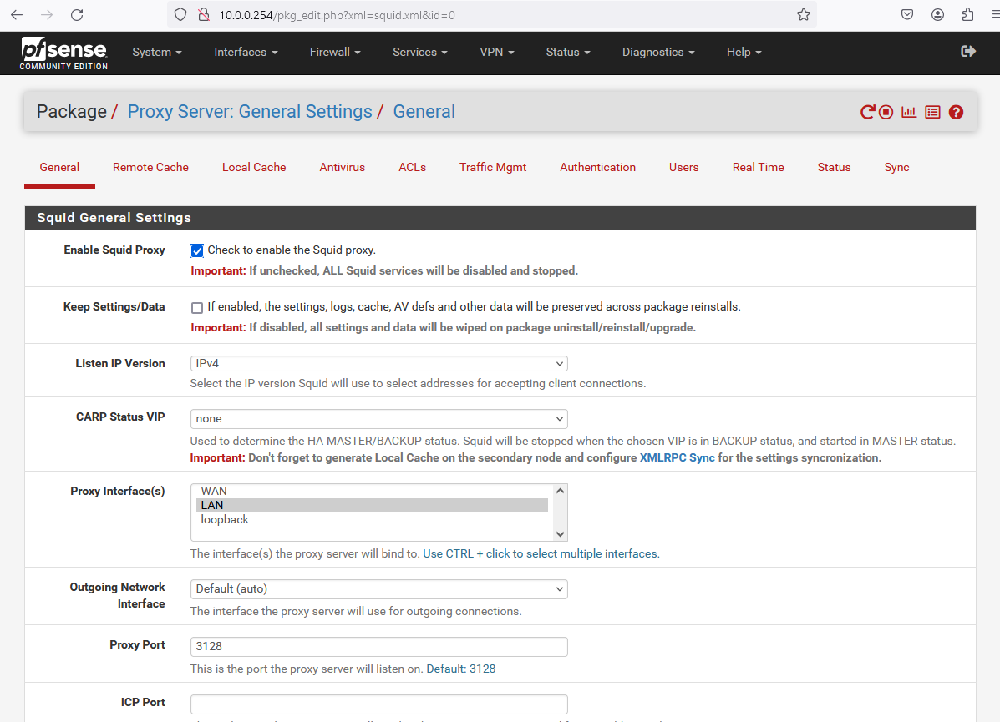 10.0.0.254/pkg_edit.php?xml=squid.xml&id=0
pfsense
COMMUNITY EDITION
System Interfaces Firewall Services VPN Status Diagnostics Help
Package / Proxy Server: General Settings / General
General Remote Cache Local Cache Antivirus ACLs Traffic Mgmt Authentication Users Real Time Status Sync
Squid General Settings
Enable Squid Proxy Check to enable the Squid proxy.
Important: If unchecked, ALL Squid services will be disabled and stopped.
Keep Settings/Data If enabled, the settings, logs, cache, AV defs and other data will be preserved across package reinstalls.
Important: If disabled, all settings and data will be wiped on package uninstall/reinstall/upgrade.
Listen IP Version IPv4
Select the IP version Squid will use to select addresses for accepting client connections.
CARP Status VIP none
Used to determine the HA MASTER/BACKUP status. Squid will be stopped when the chosen VIP is in BACKUP status, and started in MASTER status.
Important: Don't forget to generate Local Cache on the secondary node and configure XMLRPC Sync for the settings syncronization.
Proxy Interface(s) WAN
LAN
loopback
The interface(s) the proxy server will bind to. Use CTRL + click to select multiple interfaces.
Outgoing Network Interface Default (auto)
The interface the proxy server will use for outgoing connections.
Proxy Port 3128
This is the port the proxy server will listen on. Default: 3128
ICP Port